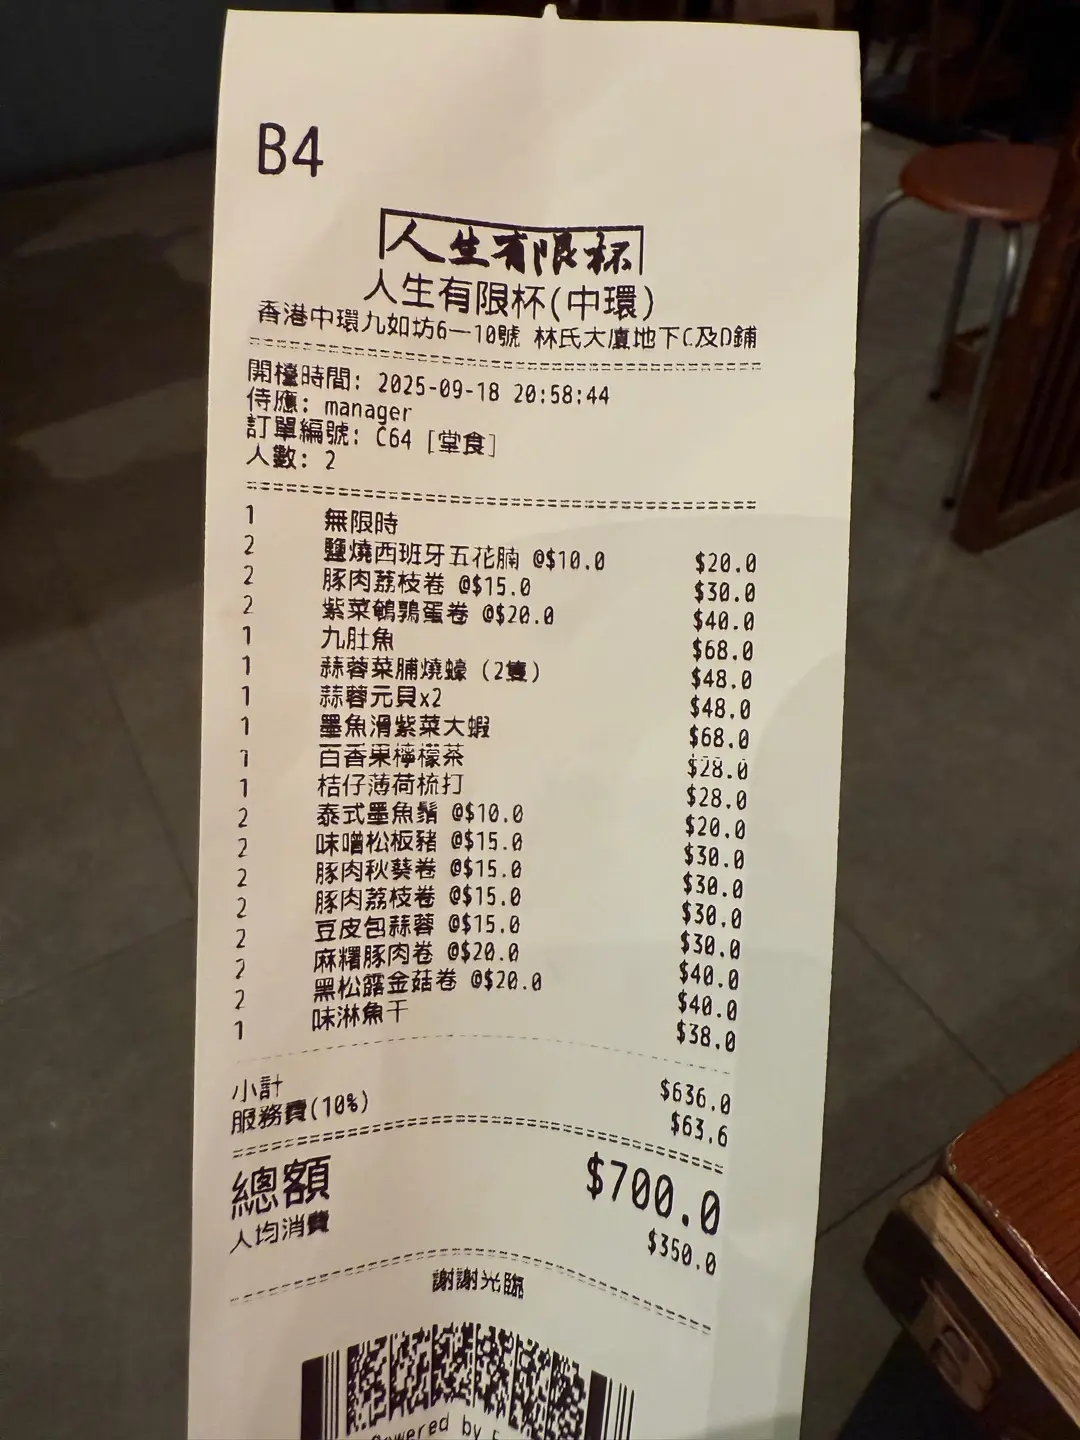 B4
人生有限杯
人生有限杯(中環)
香港中環九如坊6一10號 林氏大廈地下C及D鋪
開檯時間: 2025-09-18 20:58:44
侍應: manager
訂單編號: C64 [堂食]
人數: 2
1 無限時
2 鹽燒西班牙五花腩 @$10.0 $20.0
2 豚肉荔枝卷 @$15.0 $30.0
2 紫菜鵪鶉蛋卷 @$20.0 $40.0
1 九肚魚 $68.0
1 蒜蓉菜脯燒蠔 (2隻) $48.0
1 蒜蓉元貝x2 $48.0
1 墨魚滑紫菜大蝦 $68.0
1 百香果檸檬茶 $28.0
1 桔仔薄荷梳打 $28.0
2 泰式墨魚鬚 @$10.0 $20.0
2 味噌松板豬 @$15.0 $30.0
2 豚肉秋葵卷 @$15.0 $30.0
2 豚肉荔枝卷 @$15.0 $30.0
2 豆皮包蒜蓉 @$15.0 $30.0
2 麻糬豚肉卷 @$20.0 $40.0
2 黑松露金菇卷 @$20.0 $40.0
1 味淋魚干 $38.0
小計 $636.0
服務費(10%) $63.6
總額 $700.0
人均消費 $350.0
謝謝光臨
Powered by